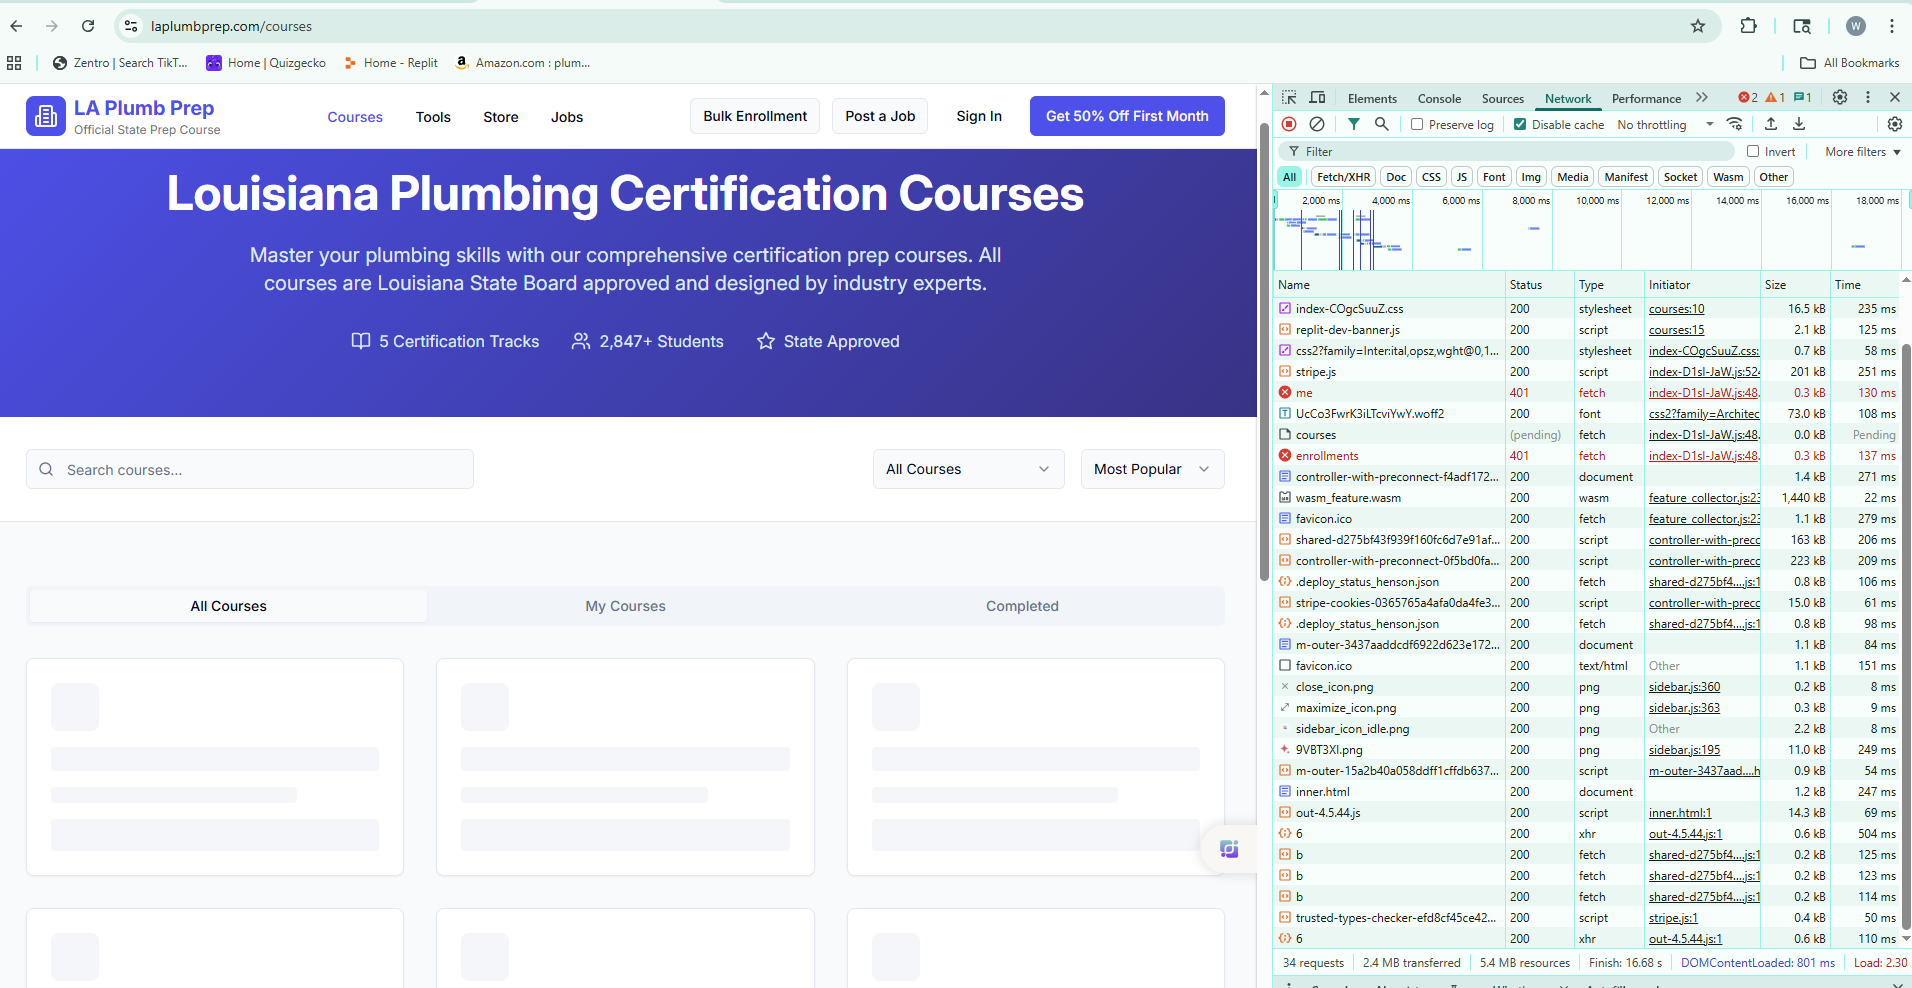 laplumbprep.com/courses
W
Zentro | Search TikT...
Home | Quizgecko
Home - Replit
Amazon.com : plum...
All Bookmarks
LA Plumb Prep
Official State Prep Course
Courses
Tools
Store
Jobs
Bulk Enrollment
Post a Job
Sign In
Get 50% Off First Month
Louisiana Plumbing Certification Courses
Master your plumbing skills with our comprehensive certification prep courses. All
courses are Louisiana State Board approved and designed by industry experts.
5 Certification Tracks
2,847+ Students
State Approved
Search courses...
All Courses
Most Popular
All Courses
My Courses
Completed
Elements Console Sources Network Performance 2 1 1
Preserve log Disable cache No throttling
Filter Invert More filters
All Fetch/XHR Doc CSS JS Font Img Media Manifest Socket Wasm Other
2,000 ms 4,000 ms 6,000 ms 8,000 ms 10,000 ms 12,000 ms 14,000 ms 16,000 ms 18,000 ms
Name Status Type Initiator Size Time
index-COgcSuuZ.css 200 stylesheet courses:10 16.5 kB 235 ms
replit-dev-banner.js 200 script courses:15 2.1 kB 125 ms
css2?family=Inter:ital,opsz,wght@0,1... 200 stylesheet index-COgcSuuZ.css: 0.7 kB 58 ms
stripe.js 200 script index-D1sl-JaW.js:524 201 kB 251 ms
me 401 fetch index-D1sl-JaW.js:48. 0.3 kB 130 ms
UcCo3FwrK3iLTcviYwY.woff2 200 font css2?family=Architec 73.0 kB 108 ms
courses (pending) fetch index-D1sl-JaW.js:48. 0.0 kB Pending
enrollments 401 fetch index-D1sl-JaW.js:48. 0.3 kB 137 ms
controller-with-preconnect-f4adf172... 200 document 1.4 kB 271 ms
wasm_feature.wasm 200 wasm feature_collector.js:23 1,440 kB 22 ms
favicon.ico 200 fetch feature_collector.js:23 1.1 kB 279 ms
shared-d275bf43f939f160fc6d7e91af... 200 script controller-with-precc 163 kB 206 ms
controller-with-preconnect-0f5bd0fa... 200 script controller-with-precc 223 kB 209 ms
.deploy_status_henson.json 200 fetch shared-d275bf4....js:1 0.8 kB 106 ms
stripe-cookies-0365765a4afa0da4fe3... 200 script controller-with-precc 15.0 kB 61 ms
.deploy_status_henson.json 200 fetch shared-d275bf4....js:1 0.8 kB 98 ms
m-outer-3437aaddcdf6922d623e172... 200 document 1.1 kB 84 ms
favicon.ico 200 text/html Other 1.1 kB 151 ms
close_icon.png 200 png sidebar.js:360 0.2 kB 8 ms
maximize_icon.png 200 png sidebar.js:363 0.3 kB 9 ms
sidebar_icon_idle.png 200 png Other 2.2 kB 8 ms
9VBT3XI.png 200 png sidebar.js:195 11.0 kB 249 ms
m-outer-15a2b40a058ddff1cffdb637... 200 script m-outer-3437aad....h 0.9 kB 54 ms
inner.html 200 document 1.2 kB 247 ms
out-4.5.44.js 200 script inner.html:1 14.3 kB 69 ms
6 200 xhr out-4.5.44.js:1 0.6 kB 504 ms
b 200 fetch shared-d275bf4....js:1 0.2 kB 125 ms
b 200 fetch shared-d275bf4....js:1 0.2 kB 123 ms
b 200 fetch shared-d275bf4....js:1 0.2 kB 114 ms
trusted-types-checker-efd8cf45ce42... 200 script stripe.js:1 0.4 kB 50 ms
6 200 xhr out-4.5.44.js:1 0.6 kB 110 ms
34 requests 2.4 MB transferred 5.4 MB resources Finish: 16.68 s DOMContentLoaded: 801 ms Load: 2.30